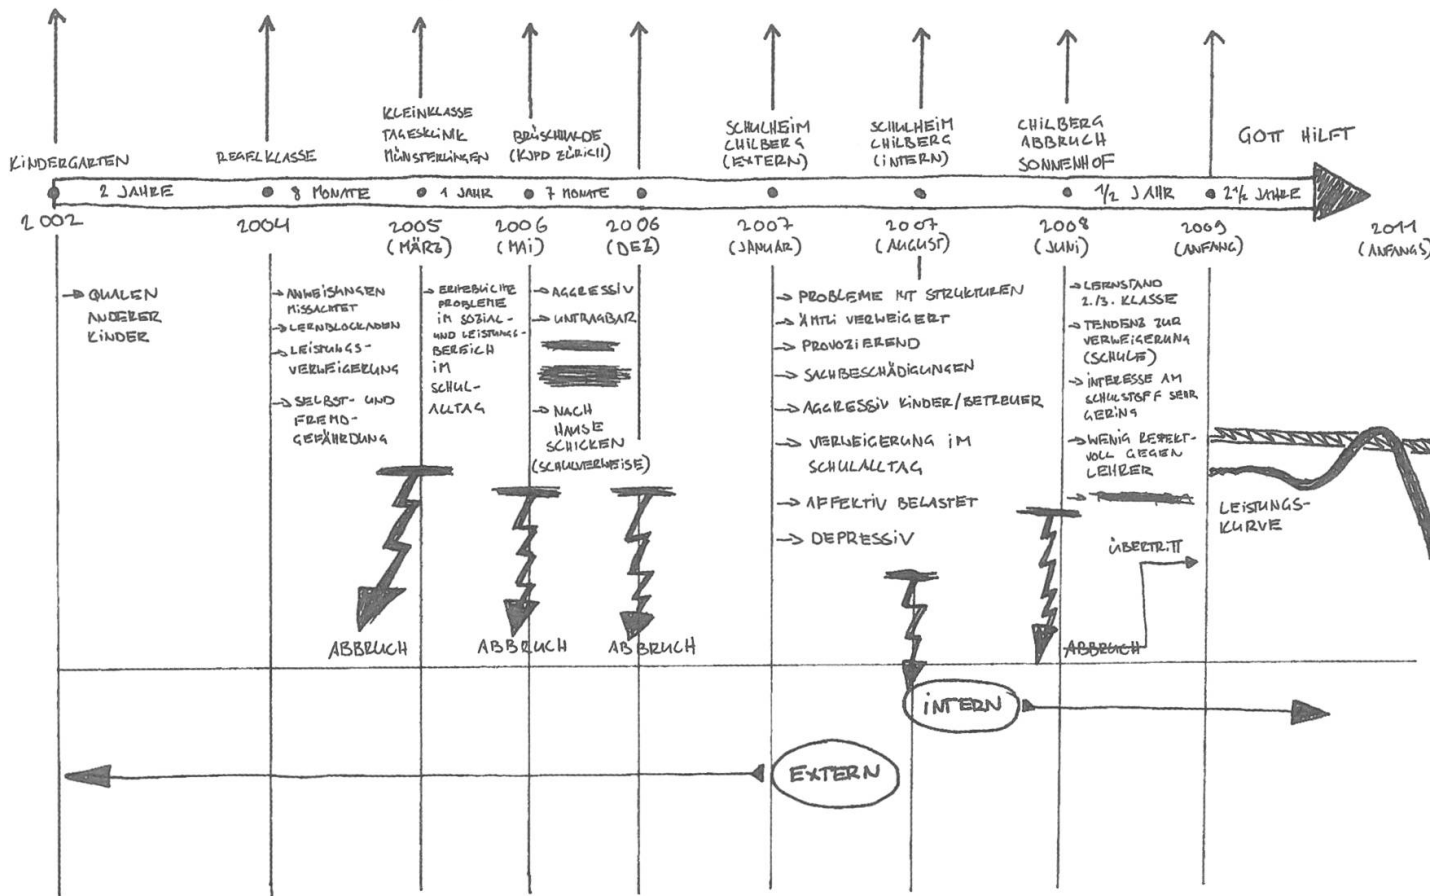 KINDERGARTEN
REGELKLASSE
KLEINKLASSE
TAGESKLINIK
MÜNSTERLINGEN
BRÜSCHHALDE
(KJPD ZÜRICH)
SCHULHEIM
CHILBERG
(EXTERN)
SCHULHEIM
CHILBERG
(INTERN)
CHILBERG
ABBRUCH
SONNENHOF
GOTT HILFT
2 JAHRE
8 MONATE
1 JAHR
7 MONATE
1/2 JAHR
2 1/2 JAHRE
2002
2004
2005
(MÄRZ)
2006
(MAI)
2006
(DEZ)
2007
(JANUAR)
2007
(AUGUST)
2008
(JUNI)
2009
(ANFANG)
2011
(ANFANGS)
→ QUÄLEN
ANDERER
KINDER
→ ANWEISUNGEN
MISSACHTET
→ LERNBLOCKADEN
→ LEISTUNGS-
VERWEIGERUNG
→ SELBST- UND
FREMD-
GEFÄHRDUNG
→ ERHEBLICHE
PROBLEME
IM SOZIAL-
UND LEISTUNGS-
BEREICH
IM
SCHUL-
ALLTAG
→ AGGRESSIV
→ UNTRAGBAR
→ NACH
HAUSE
SCHICKEN
(SCHULVERWEISE)
→ PROBLEME MIT STRUKTUREN
→ ÄMTLI VERWEIGERT
→ PROVOZIEREND
→ SACHBESCHÄDIGUNGEN
→ AGGRESSIV KINDER/BETREUER
→ VERWEIGERUNG IM
SCHULALLTAG
→ AFFEKTIV BELASTET
→ DEPRESSIV
→ LERNSTAND
2./3. KLASSE
→ TENDENZ ZUR
VERWEIGERUNG
(SCHULE)
→ INTERESSE AM
SCHULSTOFF SEHR
GERING
→ WENIG RESPEKT-
VOLL GEGEN
LEHRER
LEISTUNGS-
KURVE
ÜBERTRITT
ABBRUCH
ABBRUCH
ABBRUCH
ABBRUCH
INTERN
EXTERN